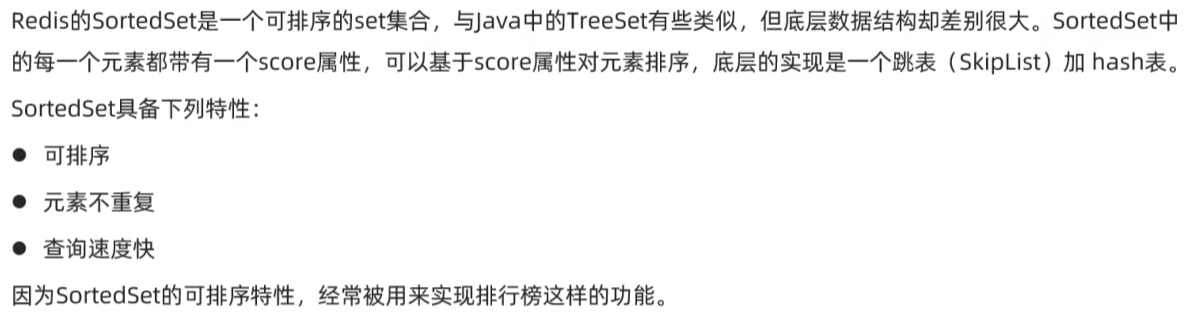 Redis的SortedSet是一个可排序的set集合，与Java中的TreeSet有些类似，但底层数据结构却差别很大。SortedSet中
的每一个元素都带有一个score属性，可以基于score属性对元素排序，底层的实现是一个跳表（SkipList）加 hash表。
SortedSet具备下列特性：
● 可排序
● 元素不重复
● 查询速度快
因为SortedSet的可排序特性，经常被用来实现排行榜这样的功能。